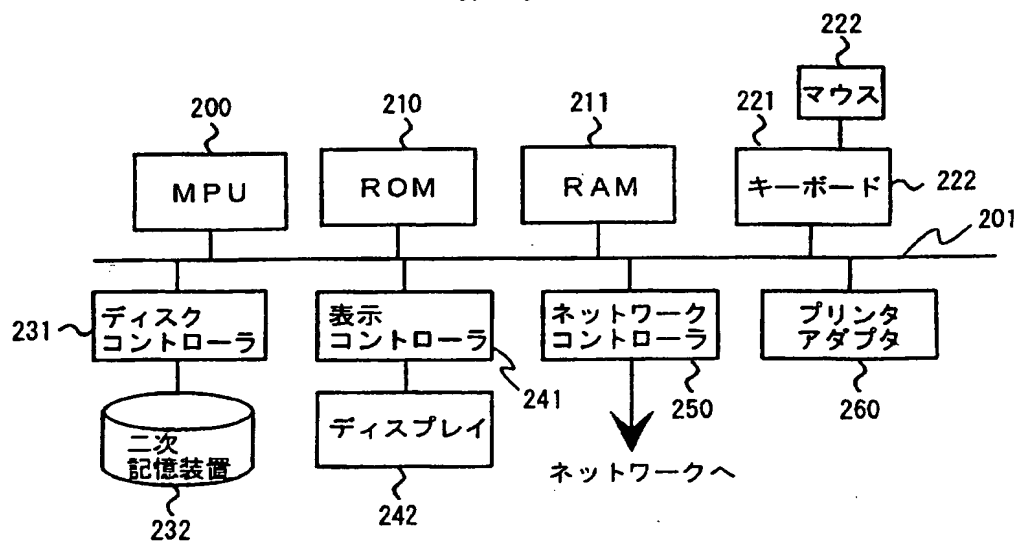 222
マウス
200
210
211
221
MPU
ROM
RAM
キーボード
222
201
231
ディスク
コントローラ
表示
コントローラ
241
ネットワーク
コントローラ
250
プリンタ
アダプタ
260
二次
記憶装置
232
ディスプレイ
242
ネットワークへ